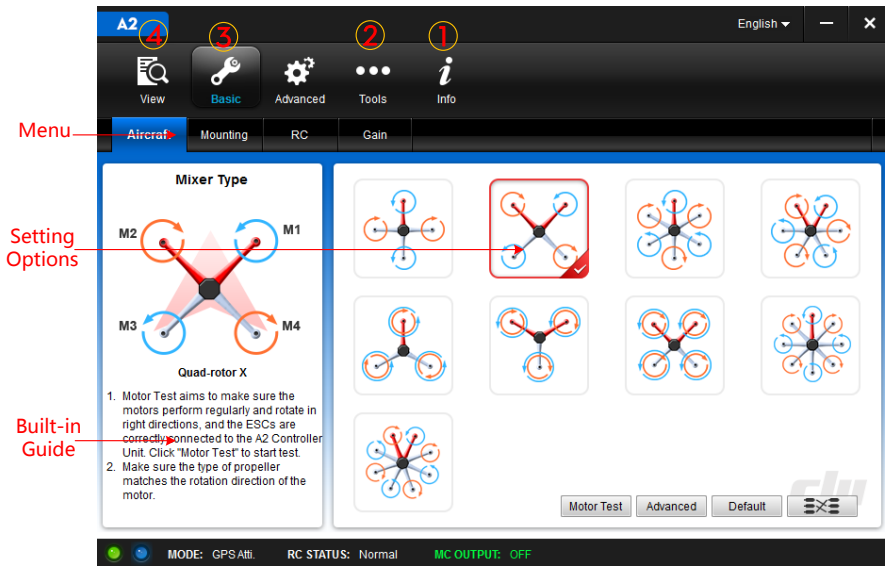 A2
English
④ ③ ② ①
View Basic Advanced Tools Info
Menu
Aircraft Mounting RC Gain
Mixer Type
M2 M1
Setting
Options
M3 M4
Quad-rotor X
1. Motor Test aims to make sure the
motors perform regularly and rotate in
right directions, and the ESCs are
correctly connected to the A2 Controller
Unit. Click "Motor Test" to start test.
2. Make sure the type of propeller
matches the rotation direction of the
motor.
Built-in
Guide
dji
Motor Test Advanced Default
MODE: GPS Atti. RC STATUS: Normal MC OUTPUT: OFF